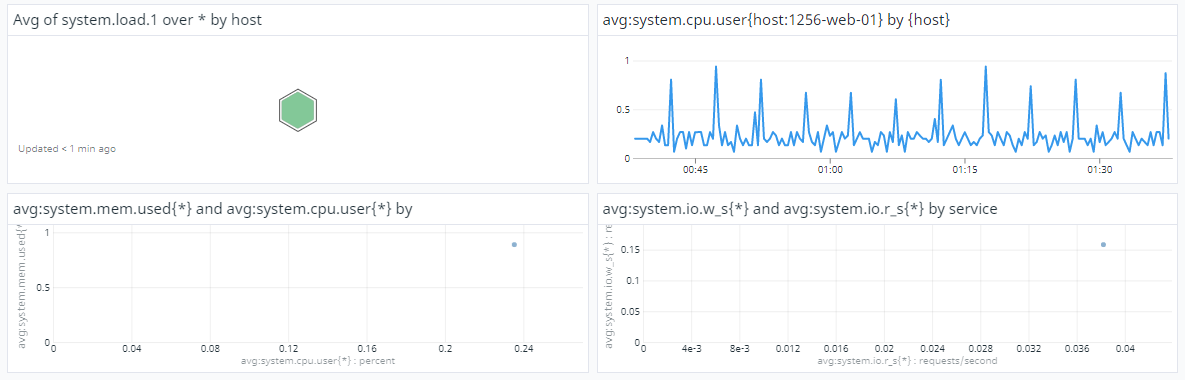 Avg of system.load.1 over * by host
Updated < 1 min ago
avg:system.cpu.user{host:1256-web-01} by {host}
1
0.5
0
00:45 01:00 01:15 01:30
avg:system.mem.used{*} and avg:system.cpu.user{*} by
avg:system.mem.used{*
1
0.5
0
0 0.04 0.08 0.12 0.16 0.2 0.24
avg:system.cpu.user{*} : percent
avg:system.io.w_s{*} and avg:system.io.r_s{*} by service
avg:system.io.w_s{*} : r
0.15
0.1
0.05
0
0 4e-3 8e-3 0.012 0.016 0.02 0.024 0.028 0.032 0.036 0.04
avg:system.io.r_s{*} : requests/second